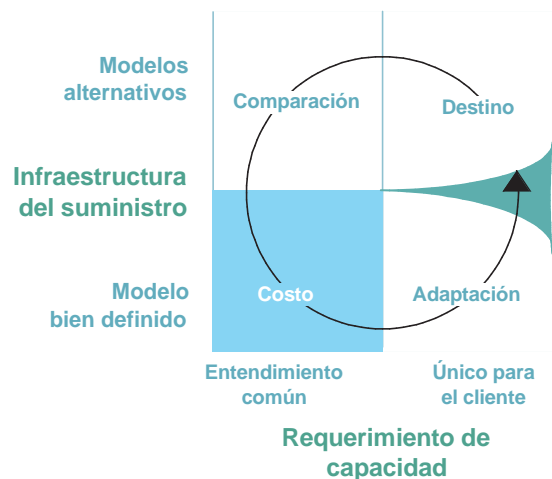 Modelos
alternativos
Comparación
Destino
Infraestructura
del suministro
Modelo
bien definido
Costo
Adaptación
Entendimiento
común
Único para
el cliente
Requerimiento de
capacidad